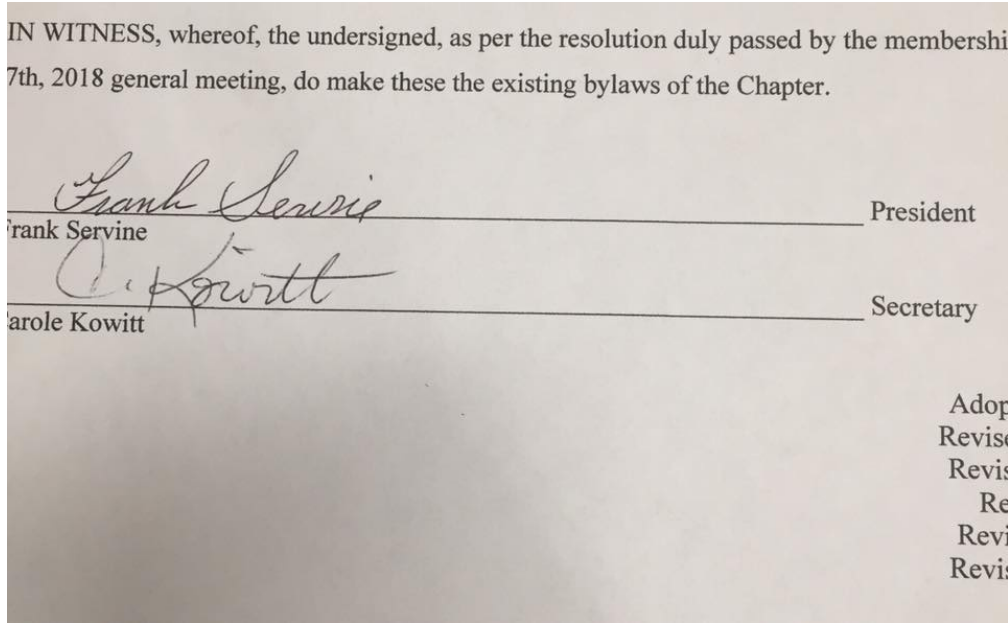 IN WITNESS, whereof, the undersigned, as per the resolution duly passed by the membershi
7th, 2018 general meeting, do make these the existing bylaws of the Chapter.
Frank Servine
President
rank Servine
C. Kowitt
Secretary
arole Kowitt
Adop
Revise
Revis
Re
Revi
Revis